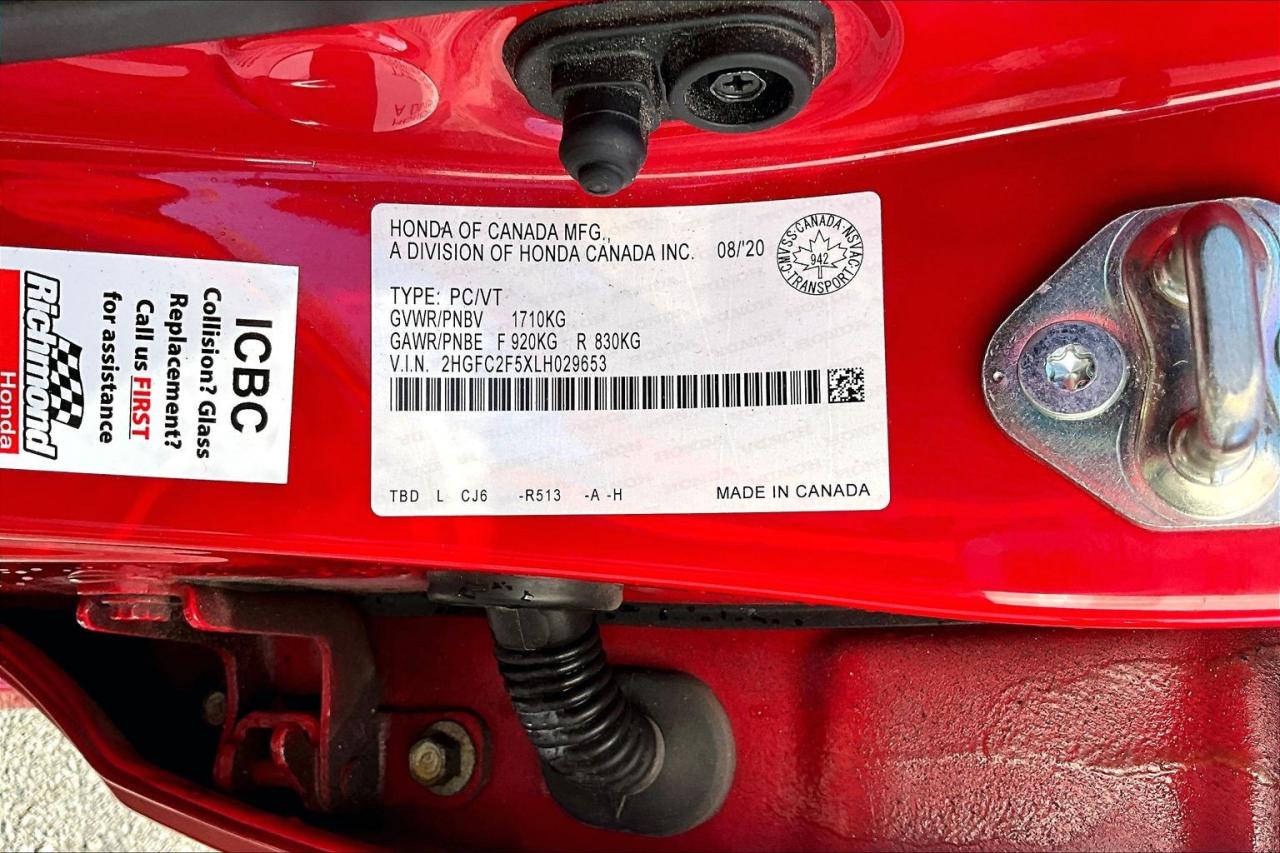 HONDA OF CANADA MFG.,
A DIVISION OF HONDA CANADA INC. 08/'20
CMVSS·CANADA·NSVAC
942
TRANSPORT
TYPE: PC/VT
GVWR/PNBV 1710KG
GAWR/PNBE F 920KG R 830KG
V.I.N. 2HGFC2F5XLH029653
TBD L CJ6 -R513 -A -H MADE IN CANADA
ICBC
Collision? Glass
Replacement?
Call us FIRST
for assistance
Richmond
Honda